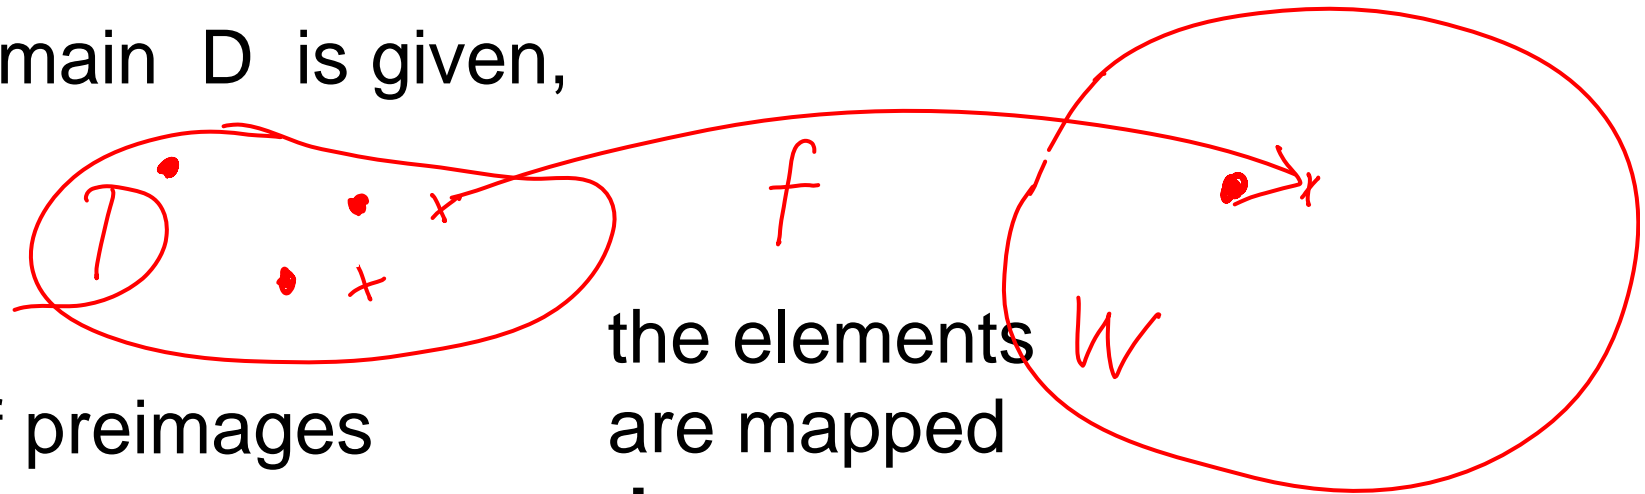 main D is given,
D
f
the elements
W
f preimages
are mapped